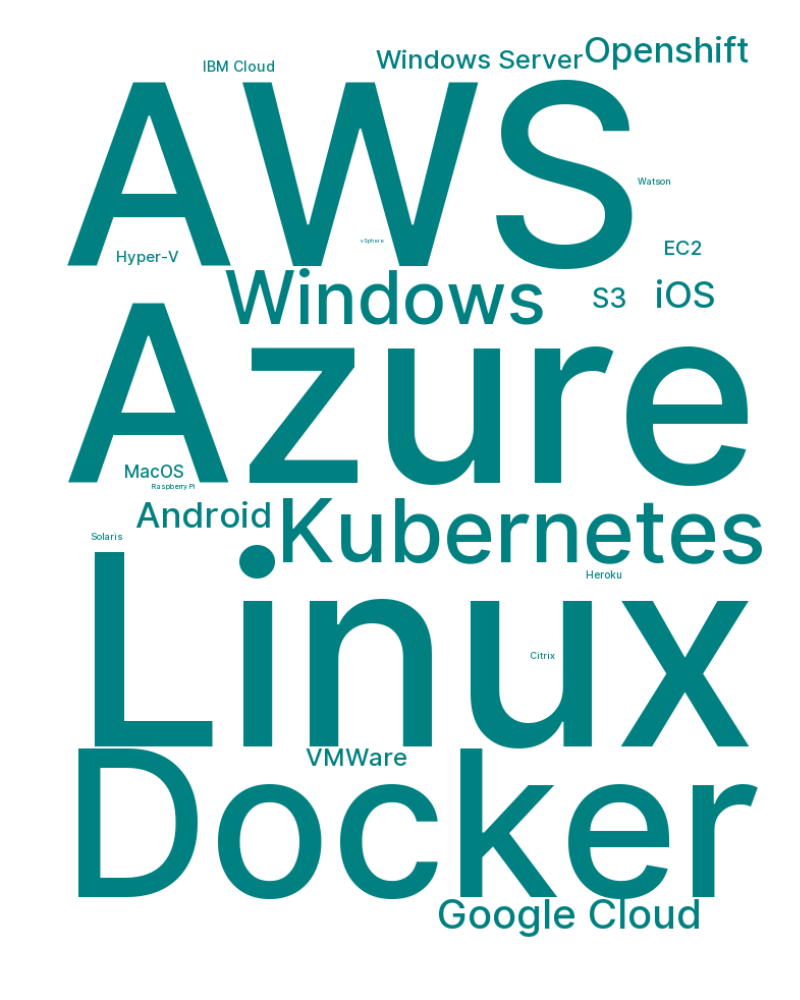 Openshift
Windows Server
IBM Cloud
AWS
Watson
vSphere
EC2
Hyper-V
Windows
S3
iOS
Azure
MacOS
Raspberry Pi
Android
Kubernetes
Solaris
Heroku
Linux
Citrix
VMWare
Docker
Google Cloud